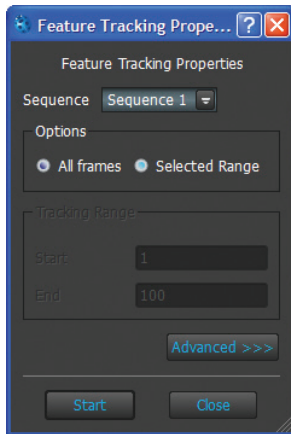 Feature Tracking Prope...
Feature Tracking Properties
Sequence Sequence 1
Options
All frames Selected Range
Tracking Range
Start 1
End 100
Advanced >>>
Start Close